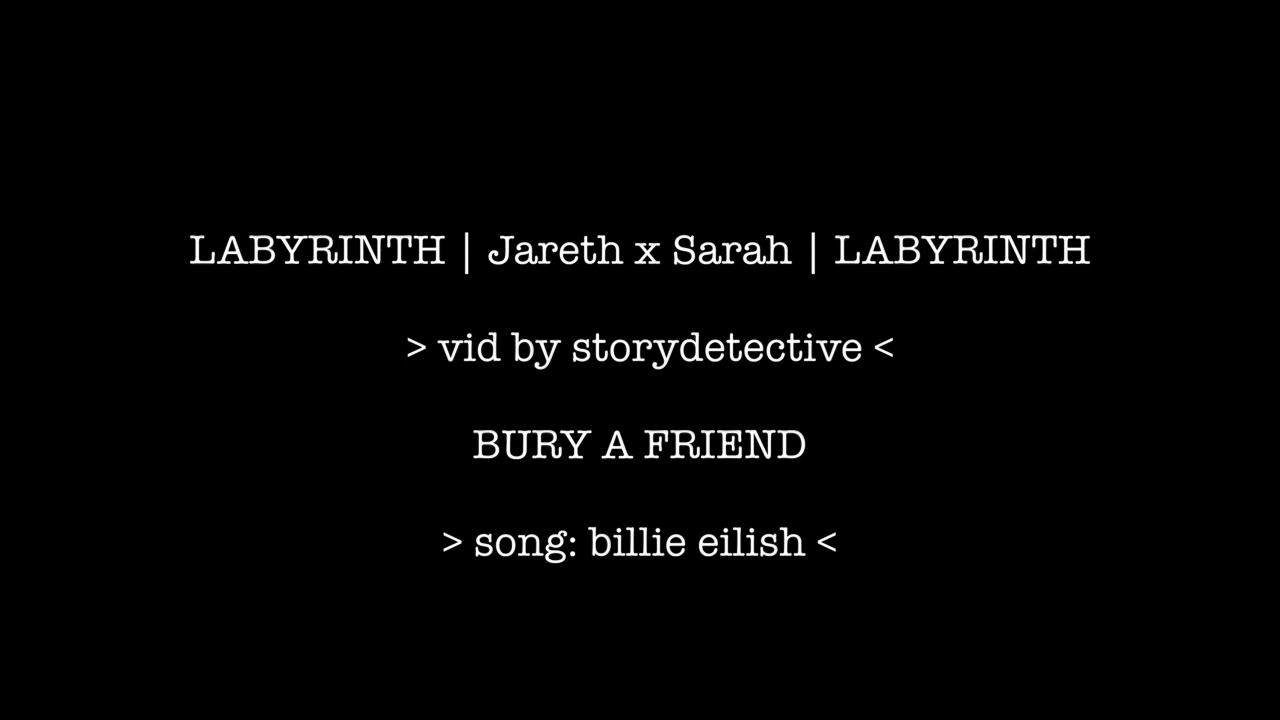 LABYRINTH | Jareth x Sarah | LABYRINTH
> vid by storydetective <
BURY A FRIEND
> song: billie eilish <